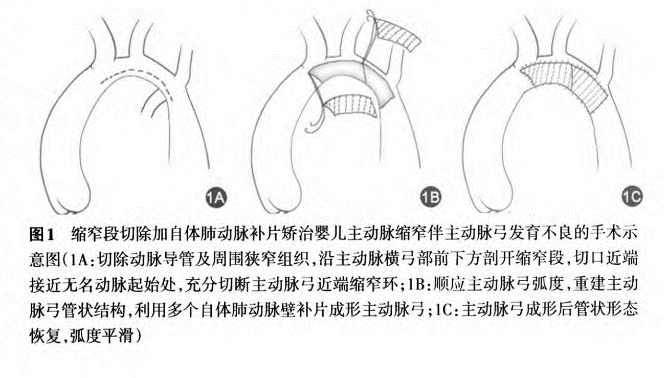 1A
1B
1C
图1 缩窄段切除加自体肺动脉补片矫治婴儿主动脉缩窄伴主动脉弓发育不良的手术示
意图(1A:切除动脉导管及周围狭窄组织,沿主动脉横弓部前下方剖开缩窄段,切口近端
接近无名动脉起始处,充分切断主动脉弓近端缩窄环;1B:顺应主动脉弓弧度,重建主动
脉弓管状结构,利用多个自体肺动脉壁补片成形主动脉弓;1C:主动脉弓成形后管状形态
恢复,弧度平滑)